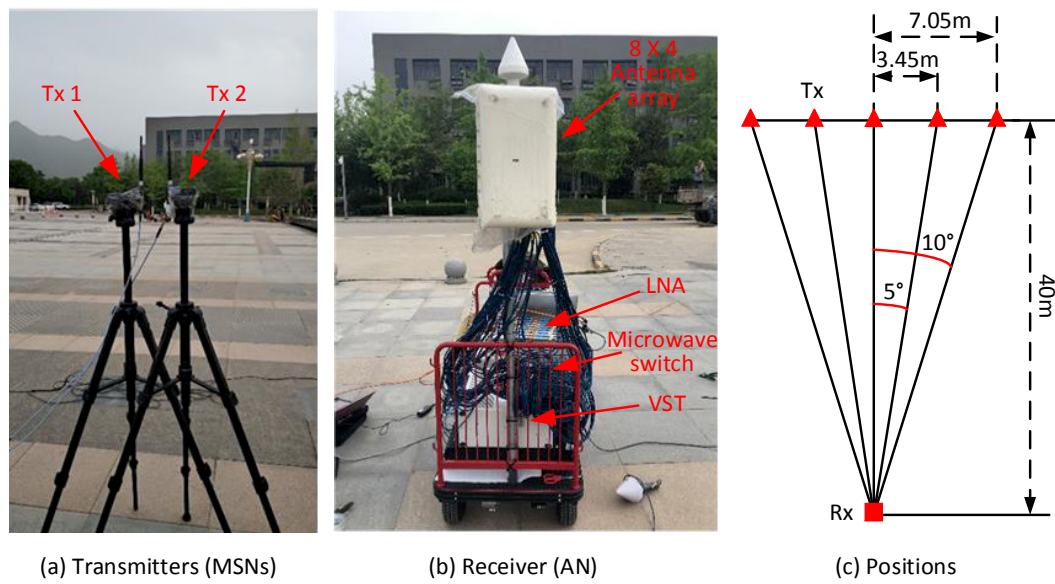 Tx 1
Tx 2
(a) Transmitters (MSNs)
8 X 4
Antenna
array
LNA
Microwave
switch
VST
(b) Receiver (AN)
7.05m
3.45m
Tx
10°
5°
40m
Rx
(c) Positions